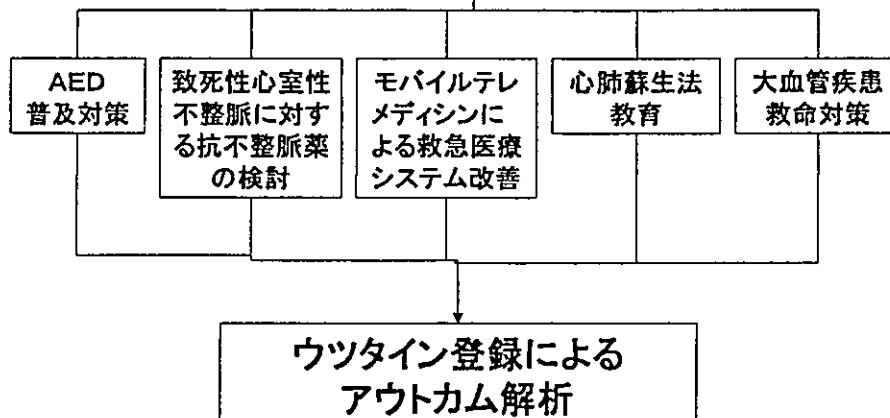 AED
普及対策
致死性心室性
不整脈に対す
る抗不整脈薬
の検討
モバイルテレ
メディシンに
よる救急医療
システム改善
心肺蘇生法
教育
大血管疾患
救命対策
ウツタイン登録による
アウトカム解析